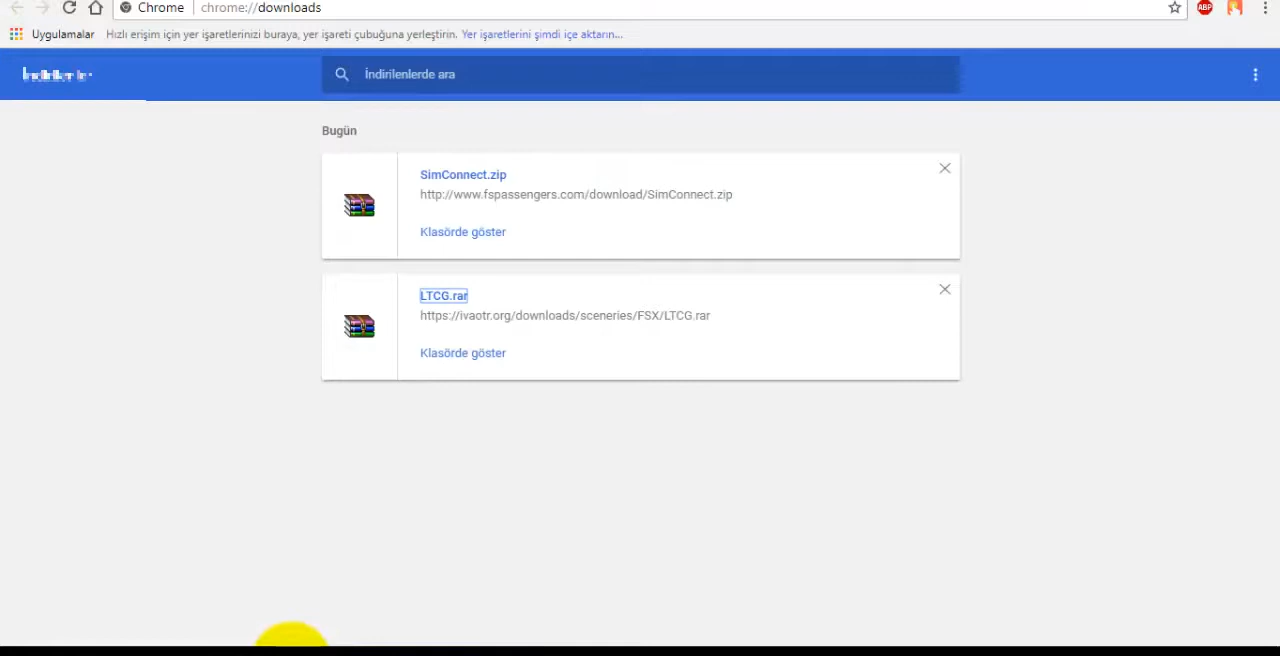 Chrome chrome://downloads
ABP
Uygulamalar Hızlı erişim için yer işaretlerinizi buraya, yer işareti çubuğuna yerleştirin. Yer işaretlerini şimdi içe aktarın...
İndirilenlerde ara
Bugün
SimConnect.zip
http://www.fspassengers.com/download/SimConnect.zip
Klasörde göster
LTCG.rar
https://ivaotr.org/downloads/sceneries/FSX/LTCG.rar
Klasörde göster